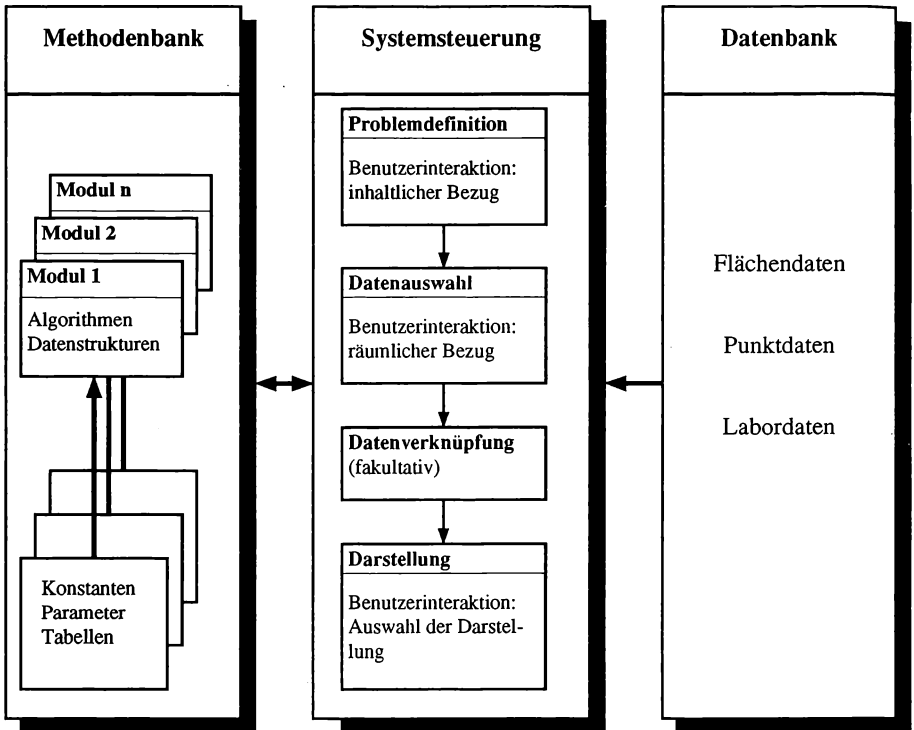 Methodenbank
Modul n
Modul 2
Modul 1
Algorithmen
Datenstrukturen
Konstanten
Parameter
Tabellen
Systemsteuerung
Problemdefinition
Benutzerinteraktion:
inhaltlicher Bezug
Datenauswahl
Benutzerinteraktion:
räumlicher Bezug
Datenverknüpfung
(fakultativ)
Darstellung
Benutzerinteraktion:
Auswahl der Darstel-
lung
Datenbank
Flächendaten
Punktdaten
Labordaten